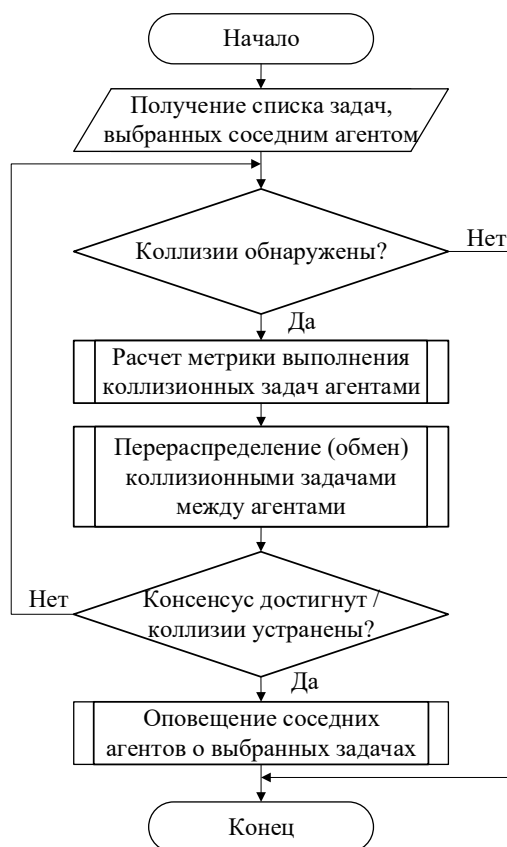 Начало
Получение списка задач,
выбранных соседним агентом
Коллизии обнаружены?
Нет
Да
Расчет метрики выполнения
коллизионных задач агентами
Перераспределение (обмен)
коллизионными задачами
между агентами
Нет
Консенсус достигнут /
коллизии устранены?
Да
Оповещение соседних
агентов о выбранных задачах
Конец